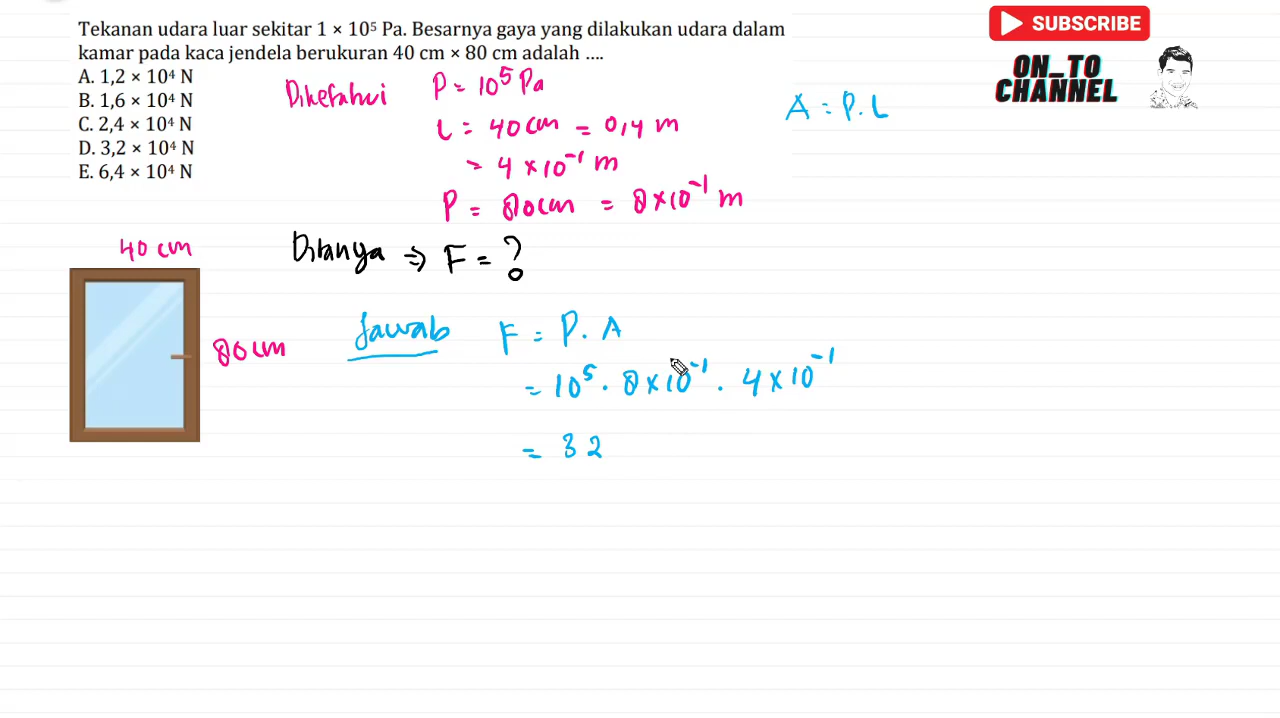 Tekanan udara luar sekitar 1 × 10⁵ Pa. Besarnya gaya yang dilakukan udara dalam
kamar pada kaca jendela berukuran 40 cm × 80 cm adalah ....
A. 1,2 × 10⁴ N
B. 1,6 × 10⁴ N
C. 2,4 × 10⁴ N
D. 3,2 × 10⁴ N
E. 6,4 × 10⁴ N
SUBSCRIBE
ON_TO
CHANNEL
Diketahui P = 10⁵ Pa
l = 40 cm = 0,4 m
= 4 × 10⁻¹ m
P = 80 cm = 8 × 10⁻¹ m
A = P . L
Ditanya ⇒ F = ?
40 cm
80 cm
Jawab F = P . A
= 10⁵ . 8 × 10⁻¹ . 4 × 10⁻¹
= 32